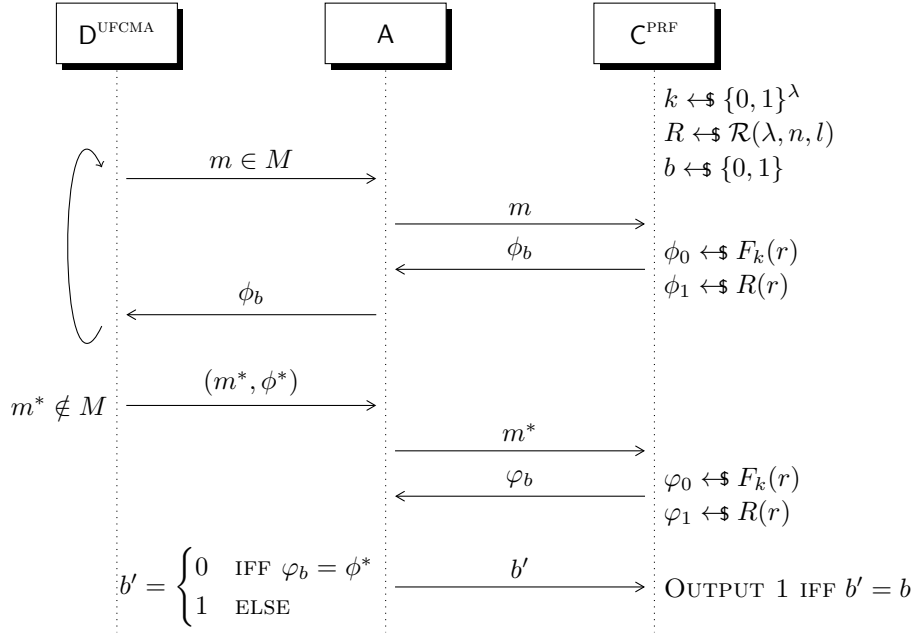 D^UFCMA
A
C^PRF
k ←$ {0, 1}^λ
R ←$ ℛ(λ, n, l)
b ←$ {0, 1}
m ∈ M
m
ϕ_b
ϕ_0 ←$ F_k(r)
ϕ_1 ←$ R(r)
ϕ_b
m* ∉ M
(m*, ϕ*)
m*
φ_b
φ_0 ←$ F_k(r)
φ_1 ←$ R(r)
b′ = { 0 IFF φ_b = ϕ*
1 ELSE
b′
OUTPUT 1 IFF b′ = b